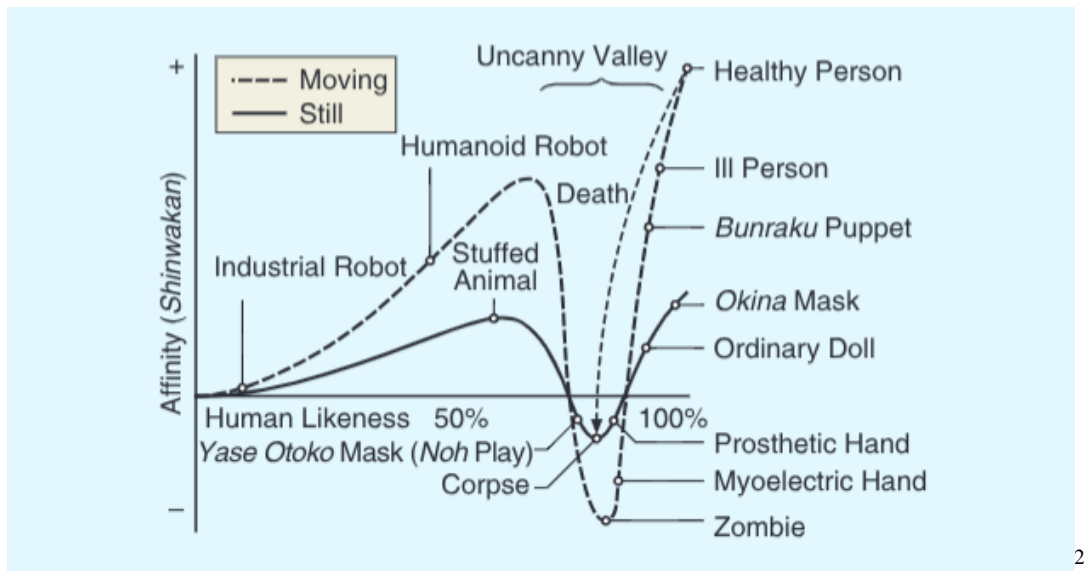 +
Moving
Still
Uncanny Valley
Healthy Person
Humanoid Robot
Ill Person
Death
Bunraku Puppet
Industrial Robot
Stuffed
Animal
Okina Mask
Ordinary Doll
Affinity (Shinwakan)
Human Likeness 50% 100%
Yase Otoko Mask (Noh Play)
Prosthetic Hand
Corpse
Myoelectric Hand
–
Zombie
2